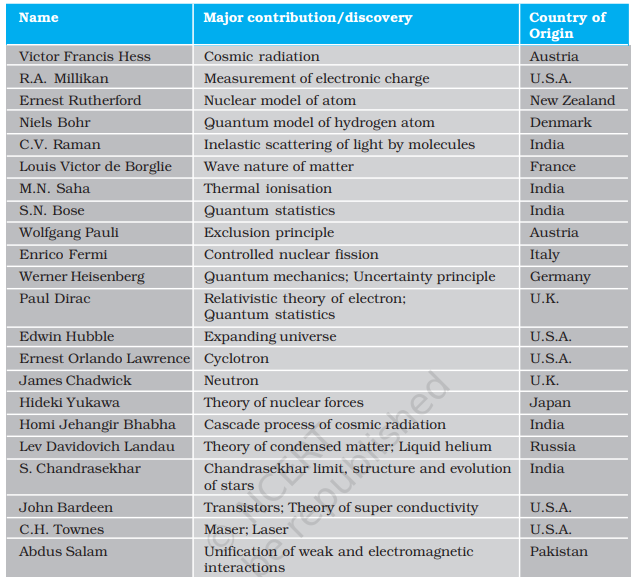 Name Major contribution/discovery Country of
Origin
Victor Francis Hess Cosmic radiation Austria
R.A. Millikan Measurement of electronic charge U.S.A.
Ernest Rutherford Nuclear model of atom New Zealand
Niels Bohr Quantum model of hydrogen atom Denmark
C.V. Raman Inelastic scattering of light by molecules India
Louis Victor de Borglie Wave nature of matter France
M.N. Saha Thermal ionisation India
S.N. Bose Quantum statistics India
Wolfgang Pauli Exclusion principle Austria
Enrico Fermi Controlled nuclear fission Italy
Werner Heisenberg Quantum mechanics; Uncertainty principle Germany
Paul Dirac Relativistic theory of electron; U.K.
Quantum statistics
Edwin Hubble Expanding universe U.S.A.
Ernest Orlando Lawrence Cyclotron U.S.A.
James Chadwick Neutron U.K.
Hideki Yukawa Theory of nuclear forces Japan
Homi Jehangir Bhabha Cascade process of cosmic radiation India
Lev Davidovich Landau Theory of condensed matter; Liquid helium Russia
S. Chandrasekhar Chandrasekhar limit, structure and evolution India
of stars
John Bardeen Transistors; Theory of super conductivity U.S.A.
C.H. Townes Maser; Laser U.S.A.
Abdus Salam Unification of weak and electromagnetic Pakistan
interactions
© NCERT
be republished